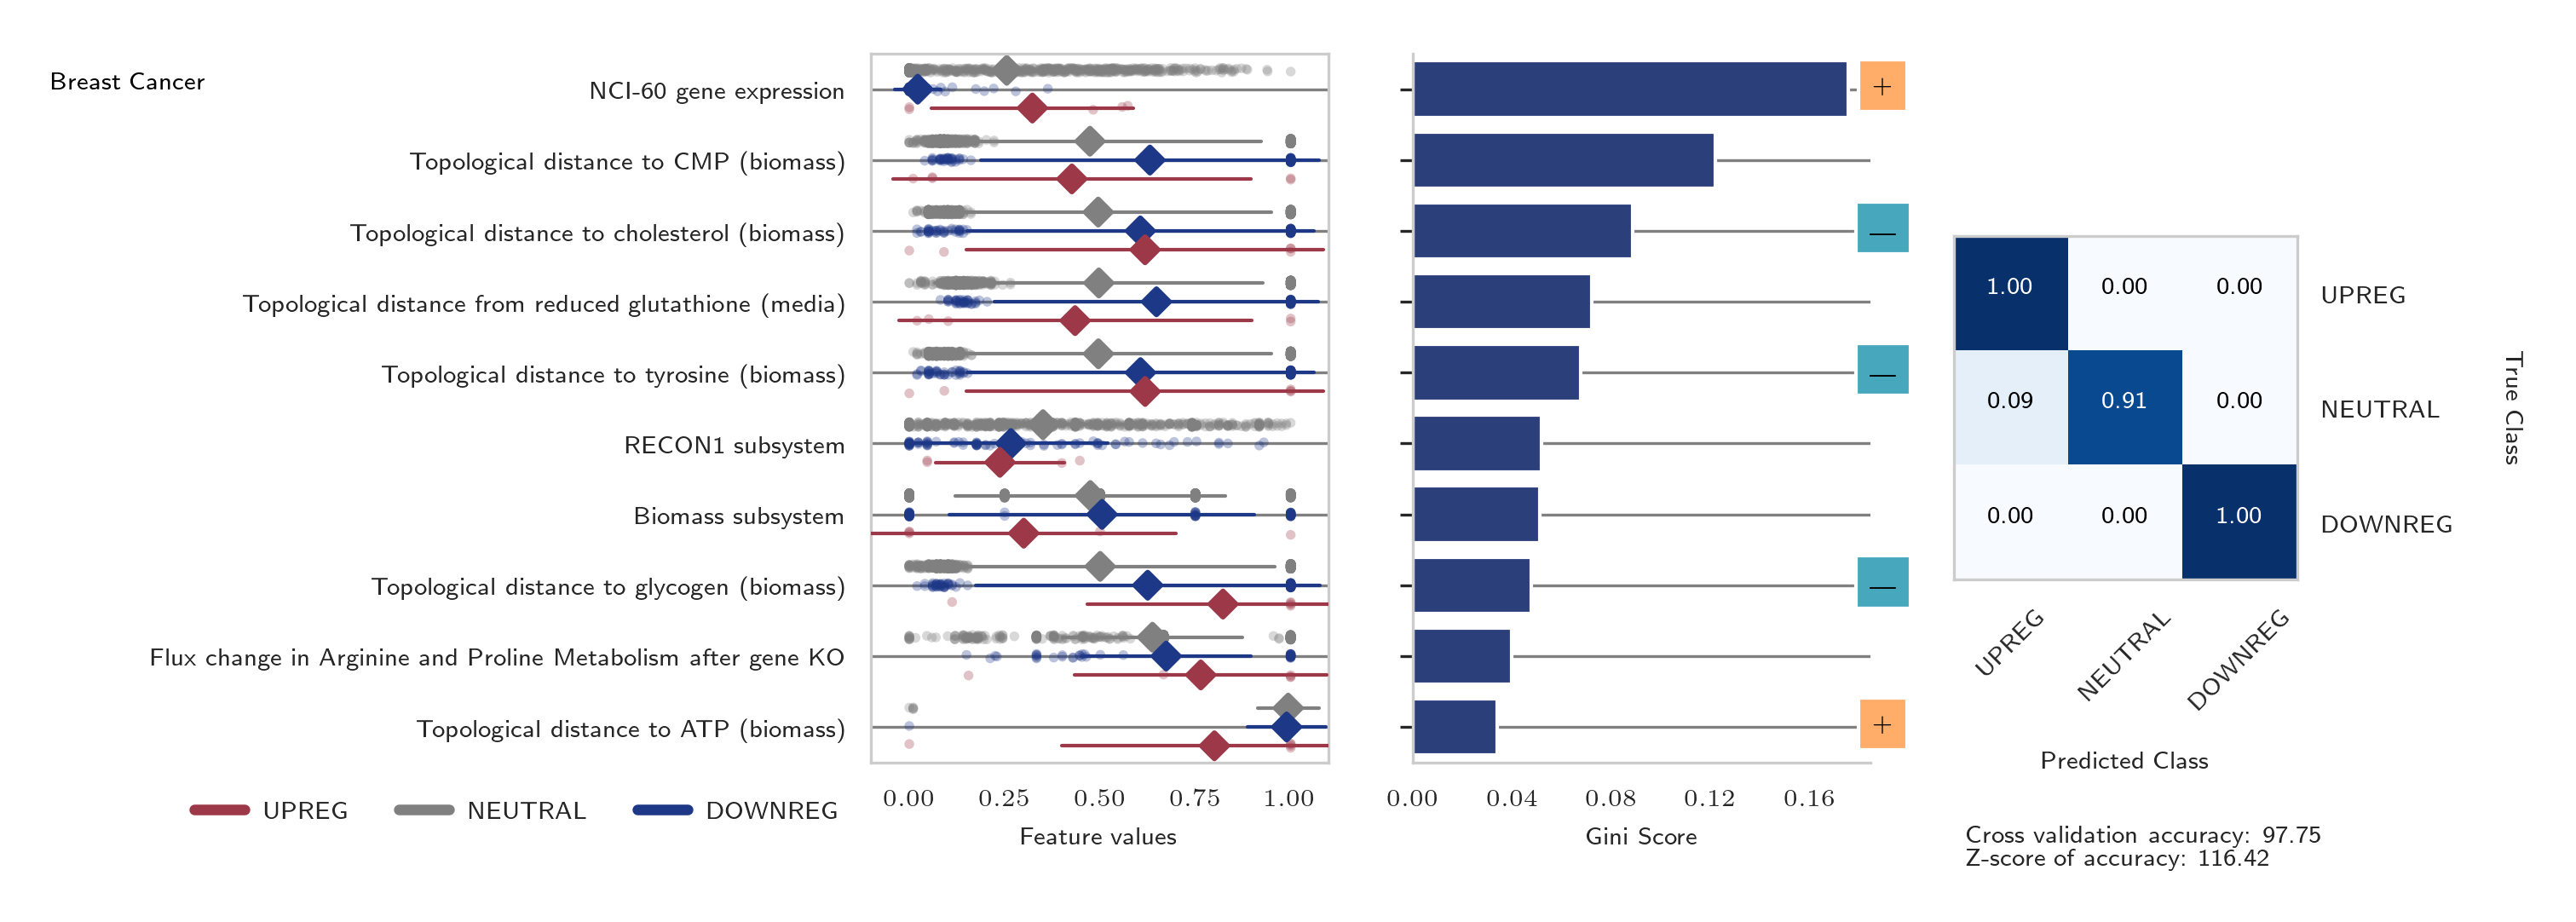 Breast Cancer
NCI-60 gene expression
Topological distance to CMP (biomass)
Topological distance to cholesterol (biomass)
Topological distance from reduced glutathione (media)
Topological distance to tyrosine (biomass)
RECON1 subsystem
Biomass subsystem
Topological distance to glycogen (biomass)
Flux change in Arginine and Proline Metabolism after gene KO
Topological distance to ATP (biomass)
UPREG NEUTRAL DOWNREG
0.00 0.25 0.50 0.75 1.00
Feature values
+
—
—
—
+
0.00 0.04 0.08 0.12 0.16
Gini Score
1.00 0.00 0.00 UPREG
0.09 0.91 0.00 NEUTRAL
0.00 0.00 1.00 DOWNREG
True Class
UPREG NEUTRAL DOWNREG
Predicted Class
Cross validation accuracy: 97.75
Z-score of accuracy: 116.42